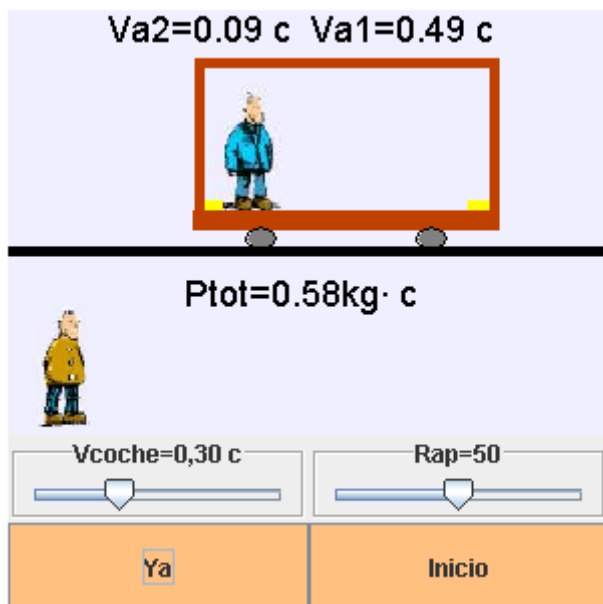 Va2=0.09 c  Va1=0.49 c
Ptot=0.58kg· c
Vcoche=0,30 c
Rap=50
Ya
Inicio